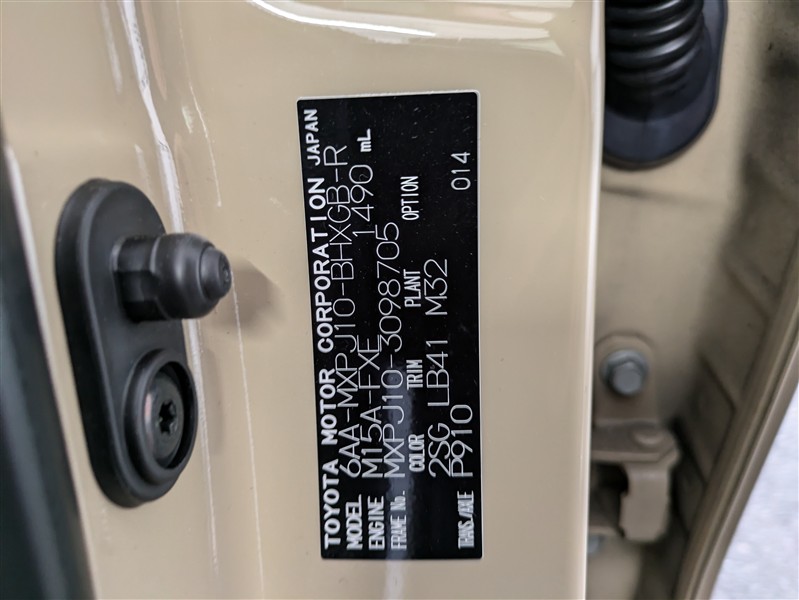 TOYOTA MOTOR CORPORATION JAPAN
MODEL 6AA-MXPJ10-BHXGB-R
ENGINE M15A-FXE 1490 mL
FRAME No. MXPJ10-3098705
COLOR TRIM PLANT OPTION
2SG LB41 M32 014
TRANS./AXLE P910